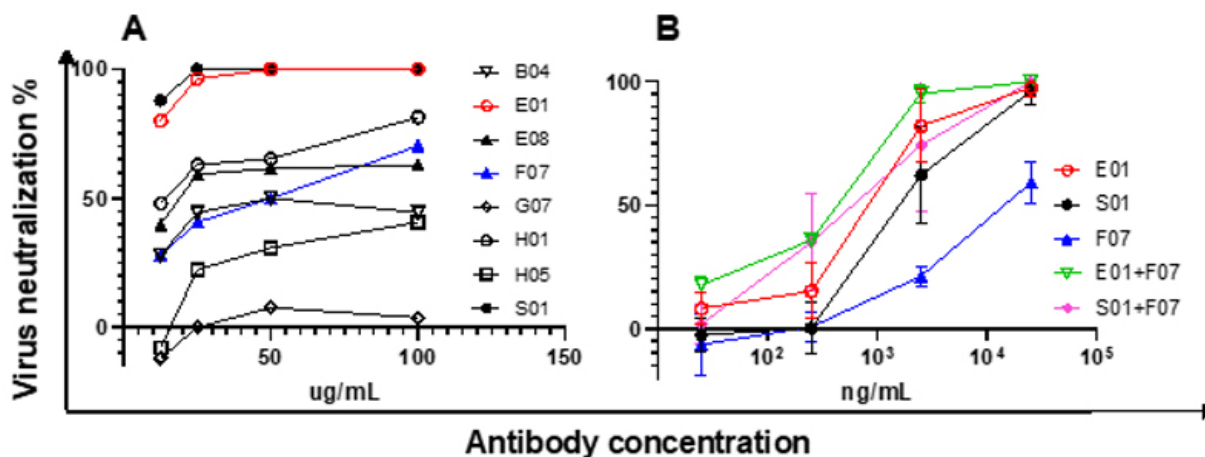 A
B
Virus neutralization %
100
50
0
50
100
150
ug/mL
B04
E01
E08
F07
G07
H01
H05
S01
100
50
0
10²
10³
10⁴
10⁵
ng/mL
E01
S01
F07
E01+F07
S01+F07
Antibody concentration